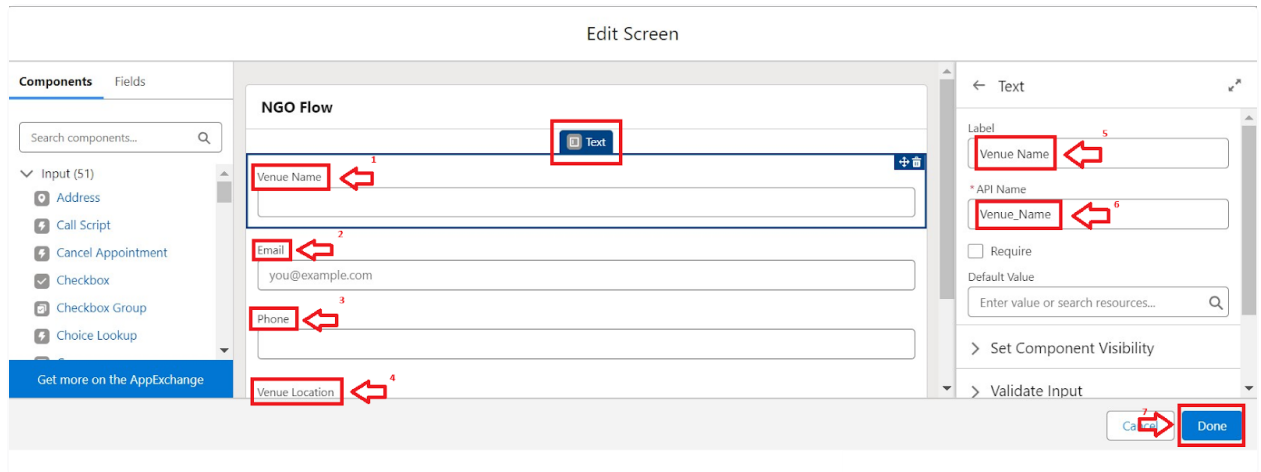 Edit Screen
Components Fields
Search components...
Input (51)
Address
Call Script
Cancel Appointment
Checkbox
Checkbox Group
Choice Lookup
Get more on the AppExchange
NGO Flow
Text
Venue Name 1
Email 2
you@example.com
Phone 3
Venue Location 4
Text
Label
Venue Name 5
* API Name
Venue_Name 6
Require
Default Value
Enter value or search resources...
Set Component Visibility
Validate Input
Cancel 7 Done